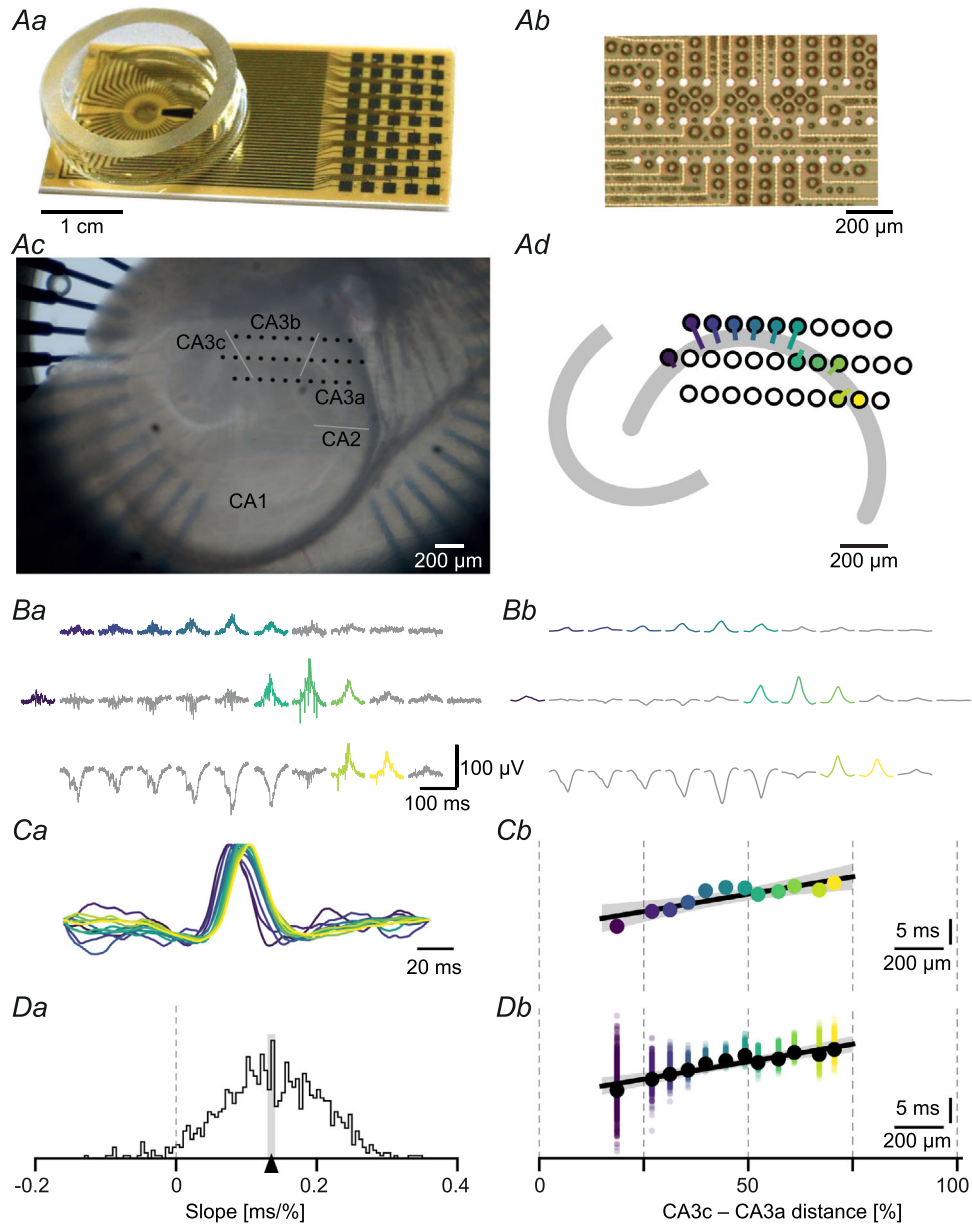 Aa
Ab
1 cm
200 µm
Ac
Ad
CA3b
CA3c
CA3a
CA2
CA1
200 µm
200 µm
Ba
Bb
100 µV
100 ms
Ca
Cb
20 ms
5 ms
200 µm
Da
Db
5 ms
200 µm
-0.2
0
0.2
0.4
0
50
100
Slope [ms/%]
CA3c – CA3a distance [%]